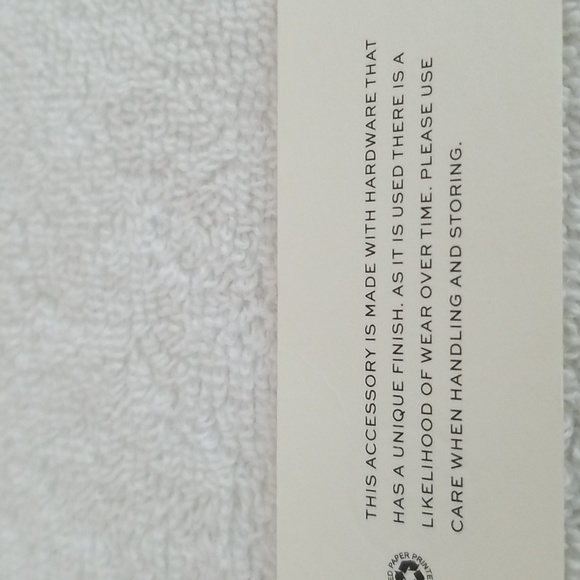 THIS ACCESSORY IS MADE WITH HARDWARE THAT
HAS A UNIQUE FINISH. AS IT IS USED THERE IS A
LIKELIHOOD OF WEAR OVER TIME. PLEASE USE
CARE WHEN HANDLING AND STORING.
PAPER